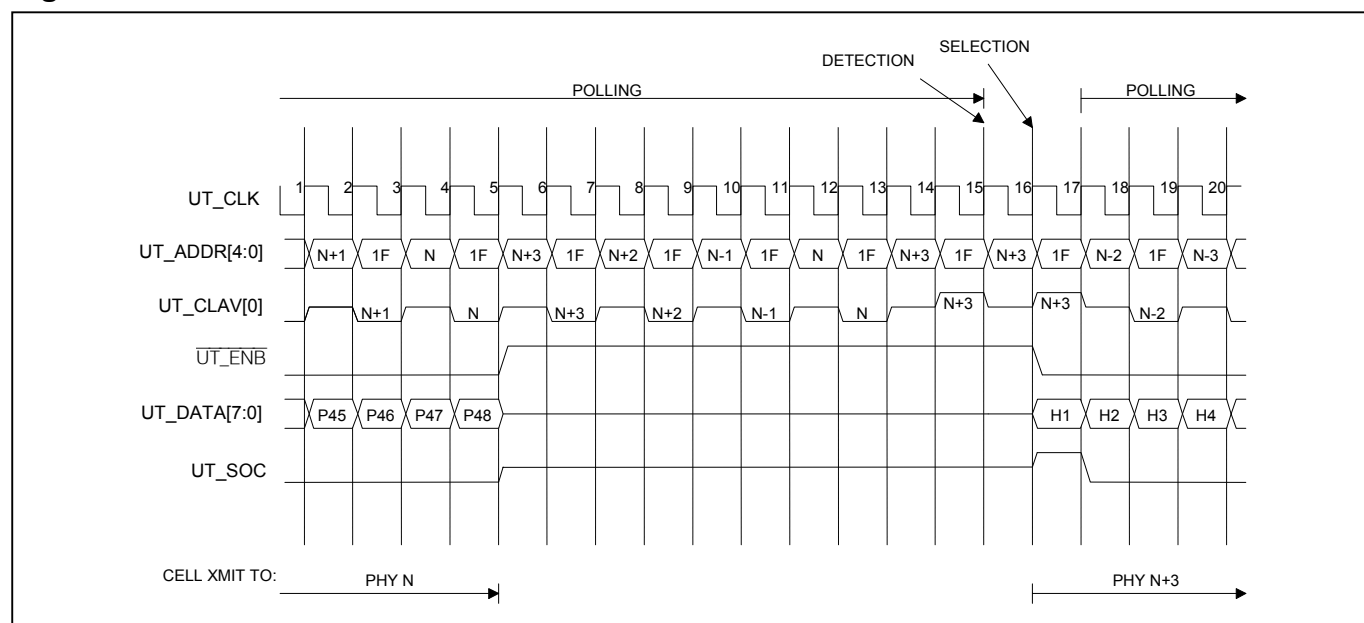 SELECTION
DETECTION
POLLING POLLING
UT_CLK 1 2 3 4 5 6 7 8 9 10 11 12 13 14 15 16 17 18 19 20
UT_ADDR[4:0] N+1 1F N 1F N+3 1F N+2 1F N-1 1F N 1F N+3 1F N+3 1F N-2 1F N-3
UT_CLAV[0] N+1 N N+3 N+2 N-1 N N+3 N+3 N-2
UT_ENB
UT_DATA[7:0] P45 P46 P47 P48 H1 H2 H3 H4
UT_SOC
CELL XMIT TO: PHY N PHY N+3